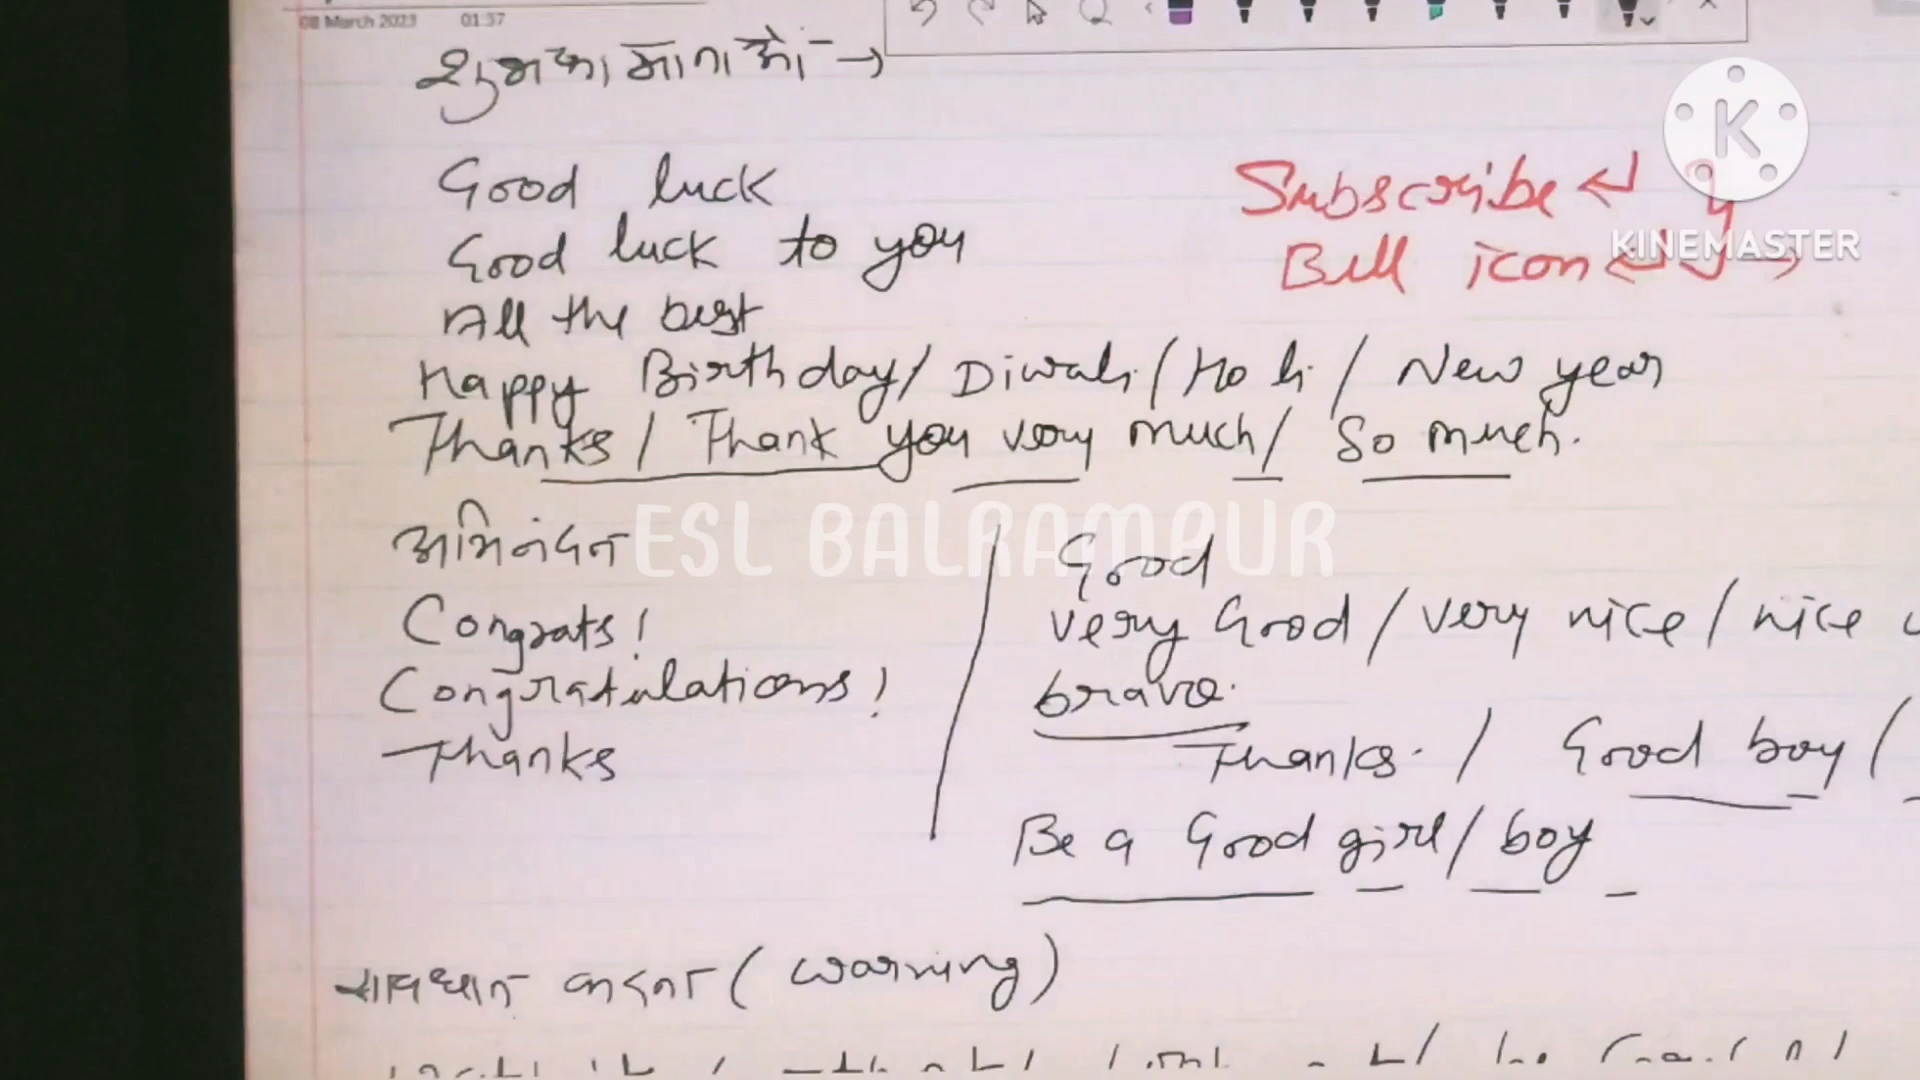 08 March 2023 01:37
शुभकामनाओं →
Good luck
Good luck to you
All the best
Happy Birthday/ Diwali / Holi / New year
Thanks / Thank you very much / So much.
Subscribe
Bell icon
K
KINEMASTER
ESL BALRAMPUR
अभिनंदन
Congrats!
Congratulations!
Thanks
Good
very Good / very nice / nice
bravo.
Thanks. / Good boy /
Be a Good girl / boy
सावधान करना (warning)